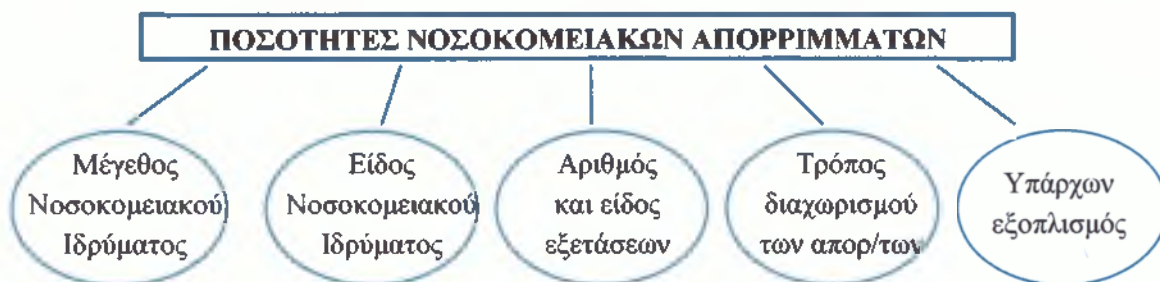 ΠΟΣΟΤΗΤΕΣ ΝΟΣΟΚΟΜΕΙΑΚΩΝ ΑΠΟΡΡΙΜΜΑΤΩΝ
Μέγεθος
Νοσοκομειακού
Ιδρύματος
Είδος
Νοσοκομειακού
Ιδρύματος
Αριθμός
και είδος
εξετάσεων
Τρόπος
διαχωρισμού
των απορ/των
Υπάρχων
εξοπλισμός